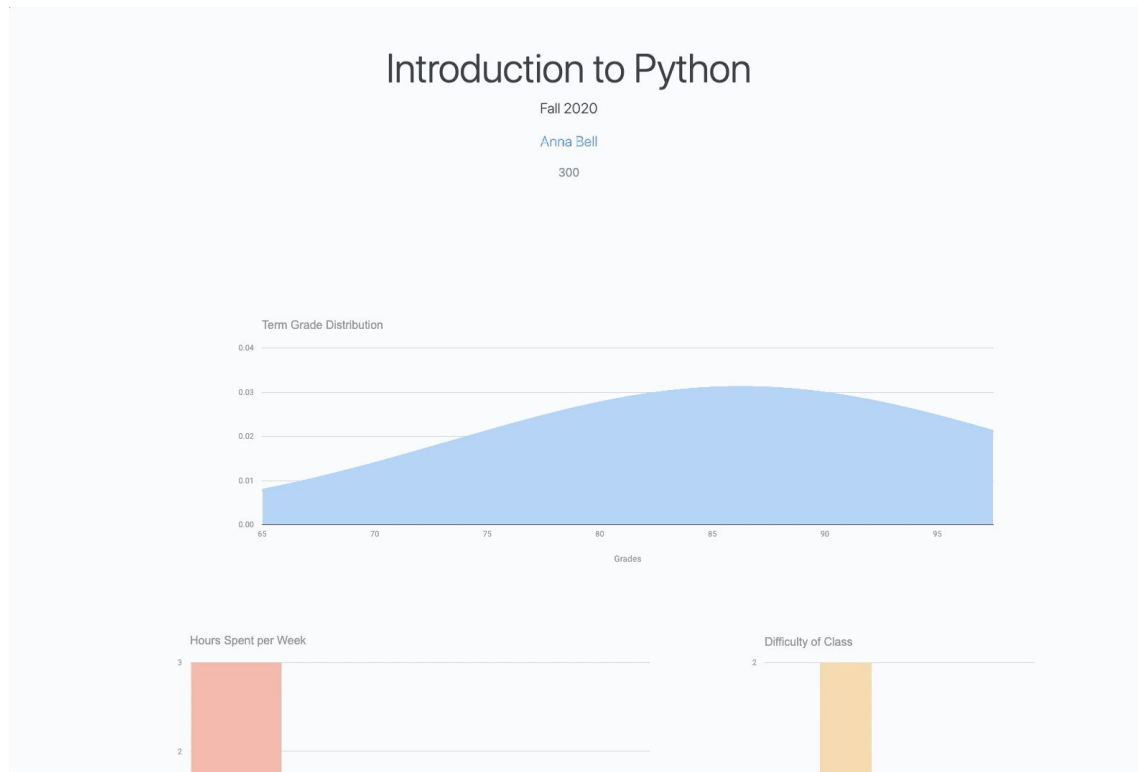 Introduction to Python
Fall 2020
Anna Bell
300
Term Grade Distribution
0.04
0.03
0.02
0.01
0.00
65 70 75 80 85 90 95
Grades
Hours Spent per Week
3
2
Difficulty of Class
2